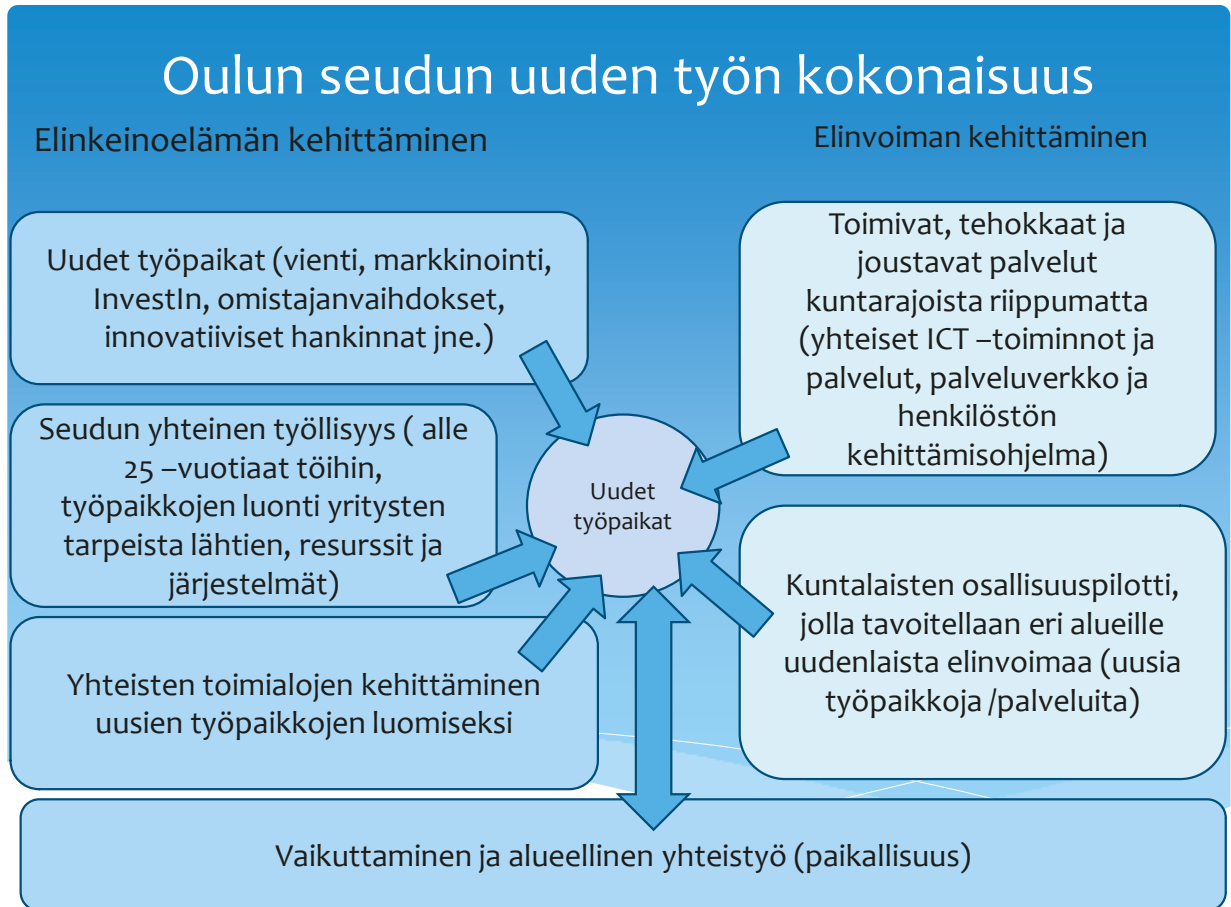 Oulun seudun uuden työn kokonaisuus
Elinkeinoelämän kehittäminen
Uudet työpaikat (vienti, markkinointi,
InvestIn, omistajanvaihdokset,
innovatiiviset hankinnat jne.)
Seudun yhteinen työllisyys ( alle
25 –vuotiaat töihin,
työpaikkojen luonti yritysten
tarpeista lähtien, resurssit ja
järjestelmät)
Yhteisten toimialojen kehittäminen
uusien työpaikkojen luomiseksi
Uudet
työpaikat
Elinvoiman kehittäminen
Toimivat, tehokkaat ja
joustavat palvelut
kuntarajoista riippumatta
(yhteiset ICT –toiminnot ja
palvelut, palveluverkko ja
henkilöstön
kehittämisohjelma)
Kuntalaisten osallisuuspilotti,
jolla tavoitellaan eri alueille
uudenlaista elinvoimaa (uusia
työpaikkoja /palveluita)
Vaikuttaminen ja alueellinen yhteistyö (paikallisuus)